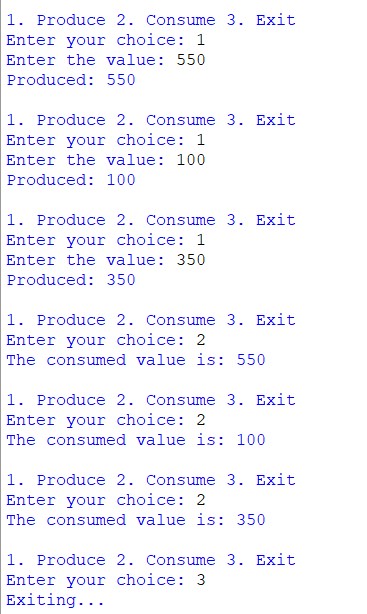 1. Produce 2. Consume 3. Exit
Enter your choice: 1
Enter the value: 550
Produced: 550
1. Produce 2. Consume 3. Exit
Enter your choice: 1
Enter the value: 100
Produced: 100
1. Produce 2. Consume 3. Exit
Enter your choice: 1
Enter the value: 350
Produced: 350
1. Produce 2. Consume 3. Exit
Enter your choice: 2
The consumed value is: 550
1. Produce 2. Consume 3. Exit
Enter your choice: 2
The consumed value is: 100
1. Produce 2. Consume 3. Exit
Enter your choice: 2
The consumed value is: 350
1. Produce 2. Consume 3. Exit
Enter your choice: 3
Exiting...